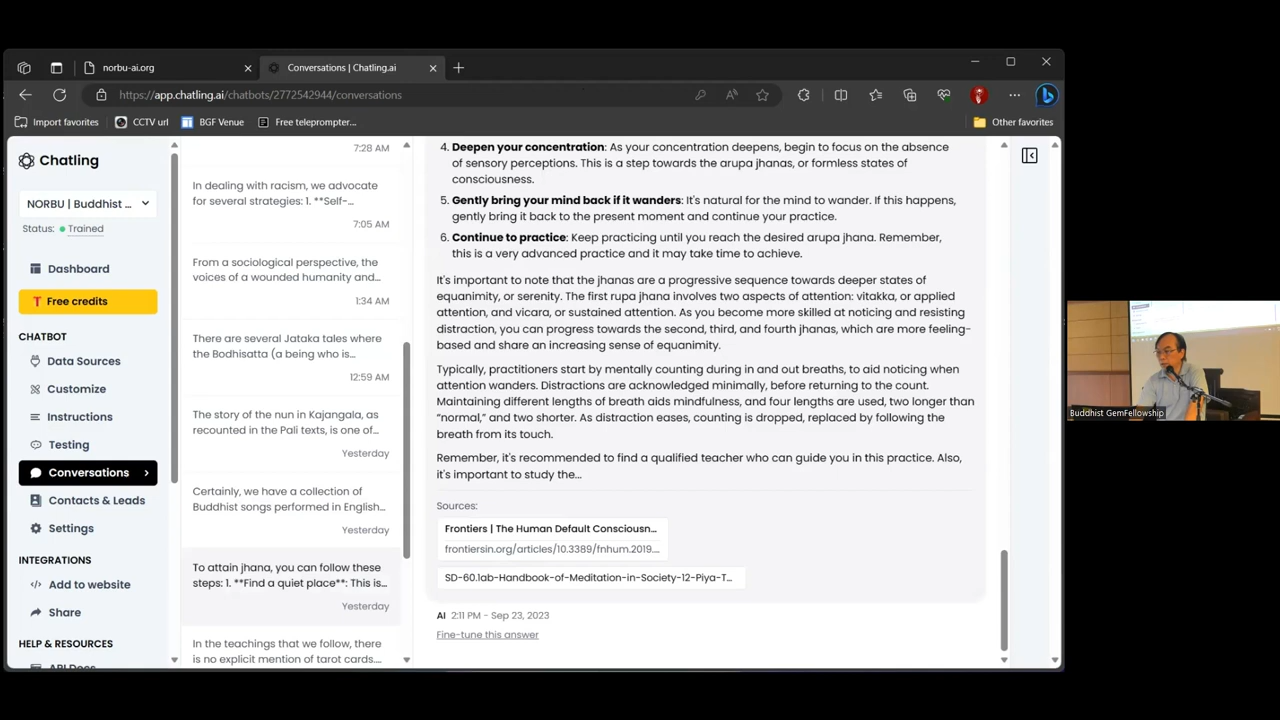 norbu-ai.org
Conversations | Chatling.ai
https://app.chatling.ai/chatbots/2772542944/conversations
Import favorites
CCTV url
BGF Venue
Free teleprompter...
Other favorites
Chatling
NORBU | Buddhist ...
Status: Trained
Dashboard
Free credits
CHATBOT
Data Sources
Customize
Instructions
Testing
Conversations
Contacts & Leads
Settings
INTEGRATIONS
Add to website
Share
HELP & RESOURCES
API Docs
7:28 AM
In dealing with racism, we advocate
for several strategies: 1. **Self-...
7:05 AM
From a sociological perspective, the
voices of a wounded humanity and...
1:34 AM
There are several Jataka tales where
the Bodhisatta (a being who is...
12:59 AM
The story of the nun in Kajangala, as
recounted in the Pali texts, is one of...
Yesterday
Certainly, we have a collection of
Buddhist songs performed in English...
Yesterday
To attain jhana, you can follow these
steps: 1. **Find a quiet place**: This is...
Yesterday
In the teachings that we follow, there
is no explicit mention of tarot cards....
4. Deepen your concentration: As your concentration deepens, begin to focus on the absence
of sensory perceptions. This is a step towards the arupa jhanas, or formless states of
consciousness.
5. Gently bring your mind back if it wanders: It's natural for the mind to wander. If this happens,
gently bring it back to the present moment and continue your practice.
6. Continue to practice: Keep practicing until you reach the desired arupa jhana. Remember,
this is a very advanced practice and it may take time to achieve.
It's important to note that the jhanas are a progressive sequence towards deeper states of
equanimity, or serenity. The first rupa jhana involves two aspects of attention: vitakka, or applied
attention, and vicara, or sustained attention. As you become more skilled at noticing and resisting
distraction, you can progress towards the second, third, and fourth jhanas, which are more feeling-
based and share an increasing sense of equanimity.
Typically, practitioners start by mentally counting during in and out breaths, to aid noticing when
attention wanders. Distractions are acknowledged minimally, before returning to the count.
Maintaining different lengths of breath aids mindfulness, and four lengths are used, two longer than
“normal,” and two shorter. As distraction eases, counting is dropped, replaced by following the
breath from its touch.
Remember, it's recommended to find a qualified teacher who can guide you in this practice. Also,
it's important to study the...
Sources:
Frontiers | The Human Default Consciousn...
frontiersin.org/articles/10.3389/fnhum.2019....
SD-60.1ab-Handbook-of-Meditation-in-Society-12-Piya-T...
AI 2:11 PM - Sep 23, 2023
Fine-tune this answer
Buddhist GemFellowship